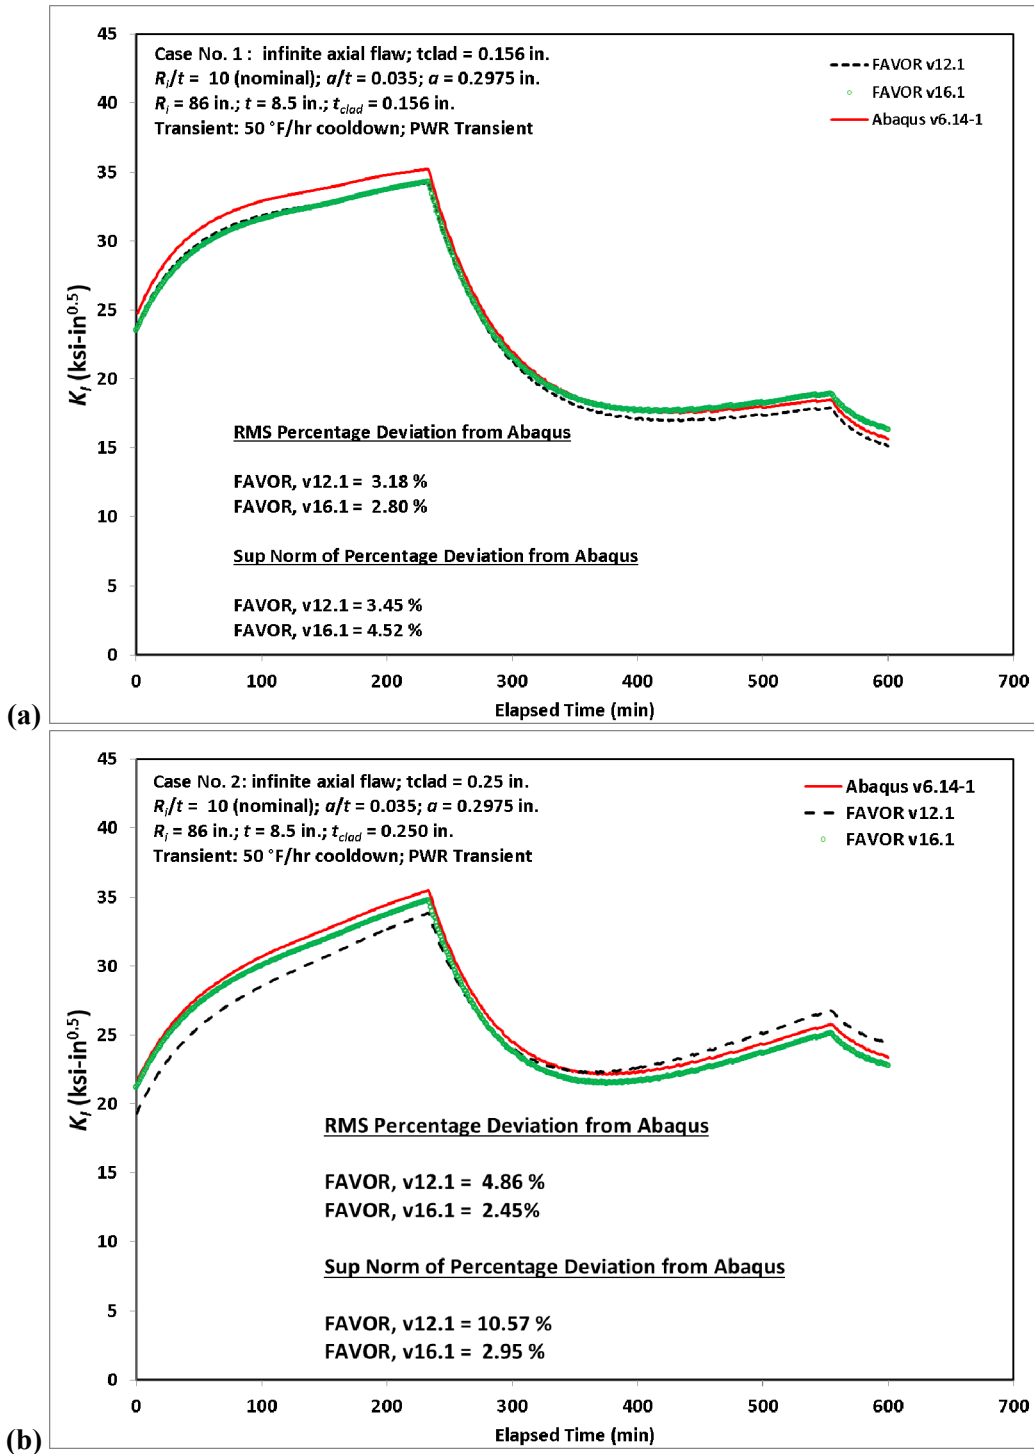 Case No. 1 : infinite axial flaw; tclad = 0.156 in.
Ri/t = 10 (nominal); a/t = 0.035; a = 0.2975 in.
Ri = 86 in.; t = 8.5 in.; tclad = 0.156 in.
Transient: 50 °F/hr cooldown; PWR Transient
FAVOR v12.1
FAVOR v16.1
Abaqus v6.14-1
45
40
35
30
25
20
15
10
5
0
KI (ksi-in0.5)
RMS Percentage Deviation from Abaqus
FAVOR, v12.1 = 3.18 %
FAVOR, v16.1 = 2.80 %
Sup Norm of Percentage Deviation from Abaqus
FAVOR, v12.1 = 3.45 %
FAVOR, v16.1 = 4.52 %
0 100 200 300 400 500 600 700
Elapsed Time (min)
(a)
Case No. 2: infinite axial flaw; tclad = 0.25 in.
Ri/t = 10 (nominal); a/t = 0.035; a = 0.2975 in.
Ri = 86 in.; t = 8.5 in.; tclad = 0.250 in.
Transient: 50 °F/hr cooldown; PWR Transient
Abaqus v6.14-1
FAVOR v12.1
FAVOR v16.1
45
40
35
30
25
20
15
10
5
0
KI (ksi-in0.5)
RMS Percentage Deviation from Abaqus
FAVOR, v12.1 = 4.86 %
FAVOR, v16.1 = 2.45%
Sup Norm of Percentage Deviation from Abaqus
FAVOR, v12.1 = 10.57 %
FAVOR, v16.1 = 2.95 %
0 100 200 300 400 500 600 700
Elapsed Time (min)
(b)